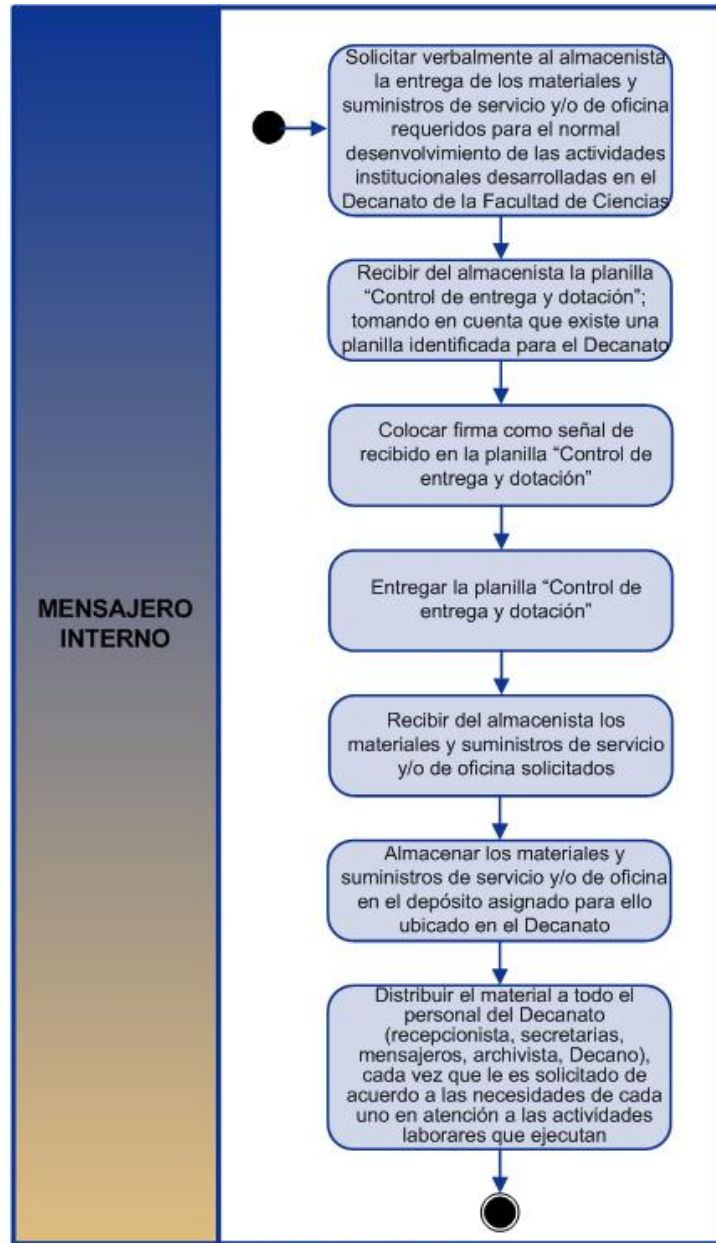 MENSAJERO
INTERNO
Solicitar verbalmente al almacenista
la entrega de los materiales y
suministros de servicio y/o de oficina
requeridos para el normal
desenvolvimiento de las actividades
institucionales desarrolladas en el
Decanato de la Facultad de Ciencias
Recibir del almacenista la planilla
“Control de entrega y dotación”;
tomando en cuenta que existe una
planilla identificada para el Decanato
Colocar firma como señal de
recibido en la planilla “Control de
entrega y dotación”
Entregar la planilla “Control de
entrega y dotación”
Recibir del almacenista los
materiales y suministros de servicio
y/o de oficina solicitados
Almacenar los materiales y
suministros de servicio y/o de oficina
en el depósito asignado para ello
ubicado en el Decanato
Distribuir el material a todo el
personal del Decanato
(recepcionista, secretarias,
mensajeros, archivista, Decano),
cada vez que le es solicitado de
acuerdo a las necesidades de cada
uno en atención a las actividades
laborares que ejecutan